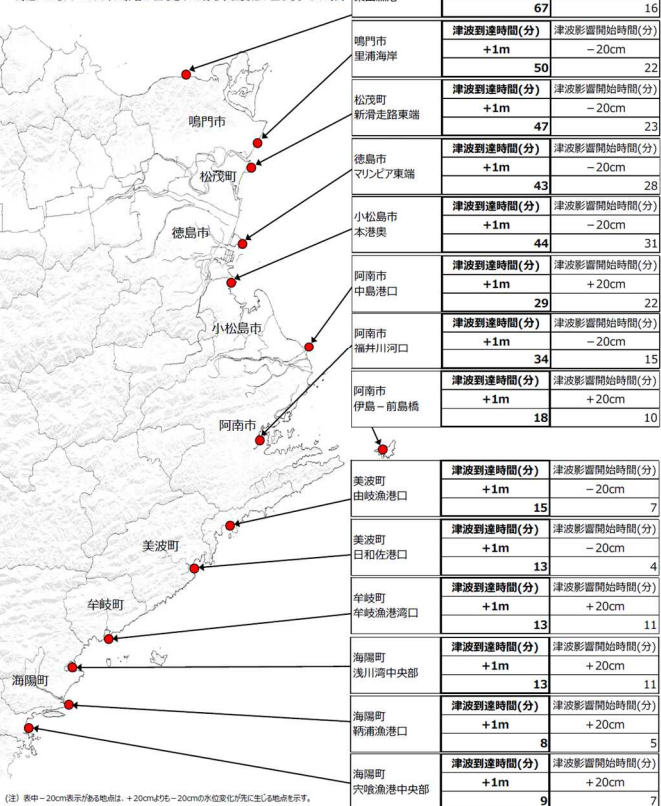 67 16
鳴門市
里浦海岸
津波到達時間(分) 津波影響開始時間(分)
+1m −20cm
50 22
松茂町
新滑走路東端
津波到達時間(分) 津波影響開始時間(分)
+1m −20cm
47 23
徳島市
マリンピア東端
津波到達時間(分) 津波影響開始時間(分)
+1m −20cm
43 28
小松島市
本港奥
津波到達時間(分) 津波影響開始時間(分)
+1m −20cm
44 31
阿南市
中島港口
津波到達時間(分) 津波影響開始時間(分)
+1m +20cm
29 22
阿南市
福井川河口
津波到達時間(分) 津波影響開始時間(分)
+1m −20cm
34 15
阿南市
伊島−前島橋
津波到達時間(分) 津波影響開始時間(分)
+1m +20cm
18 10
美波町
由岐漁港口
津波到達時間(分) 津波影響開始時間(分)
+1m −20cm
15 7
美波町
日和佐港口
津波到達時間(分) 津波影響開始時間(分)
+1m −20cm
13 4
牟岐町
牟岐漁港湾口
津波到達時間(分) 津波影響開始時間(分)
+1m +20cm
13 11
海陽町
浅川湾中央部
津波到達時間(分) 津波影響開始時間(分)
+1m +20cm
13 11
海陽町
鞆浦漁港口
津波到達時間(分) 津波影響開始時間(分)
+1m +20cm
8 5
海陽町
宍喰漁港中央部
津波到達時間(分) 津波影響開始時間(分)
+1m +20cm
9 7
鳴門市
松茂町
徳島市
小松島市
阿南市
美波町
牟岐町
海陽町
(注) 表中−20cm表示がある地点は、+20cmよりも−20cmの水位変化が先に生じる地点を示す。